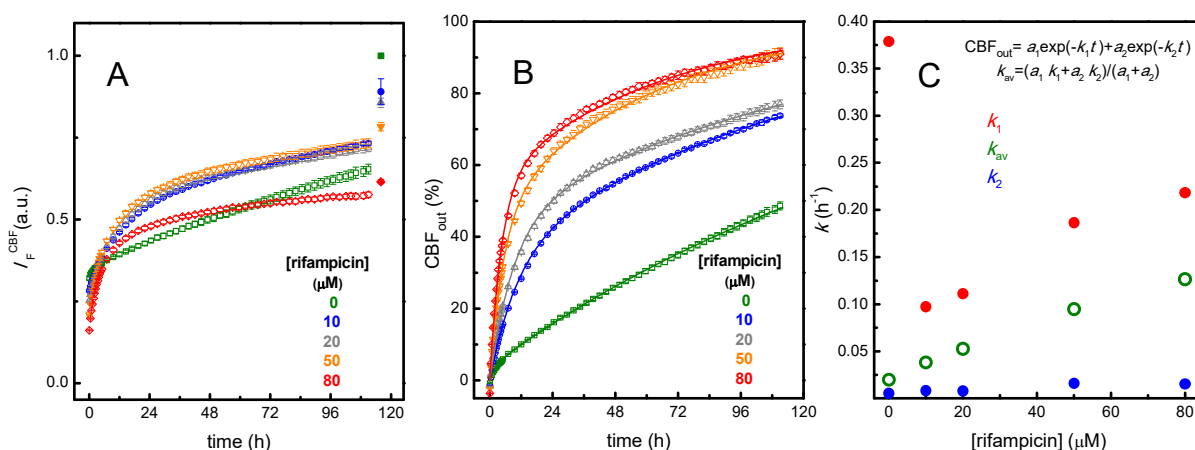 A
1.0
0.5
0.0
I_F^CBF (a.u.)
[rifampicin]
(μM)
0
10
20
50
80
0 24 48 72 96 120
time (h)
B
100
80
60
40
20
0
CBF_out (%)
[rifampicin]
(μM)
0
10
20
50
80
0 24 48 72 96 120
time (h)
C
CBF_out= a_1exp(-k_1t)+a_2exp(-k_2t)
k_av=(a_1 k_1+a_2 k_2)/(a_1+a_2)
k_1
k_av
k_2
0.40
0.35
0.30
0.25
0.20
0.15
0.10
0.05
k (h^-1)
0 20 40 60 80
[rifampicin] (μM)